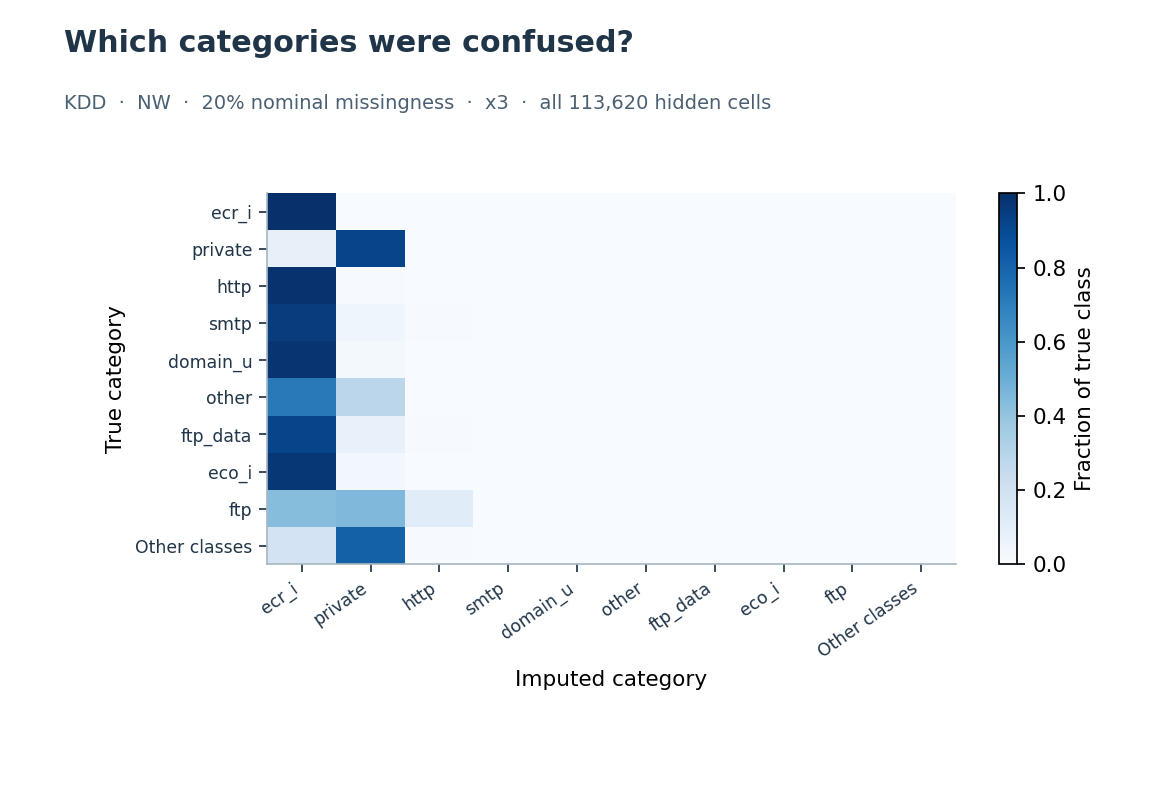 Which categories were confused?
KDD · NW · 20% nominal missingness · x3 · all 113,620 hidden cells
True category
ecr_i
private
http
smtp
domain_u
other
ftp_data
eco_i
ftp
Other classes
ecr_i
private
http
smtp
domain_u
other
ftp_data
eco_i
ftp
Other classes
Imputed category
1.0
0.8
0.6
0.4
0.2
0.0
Fraction of true class